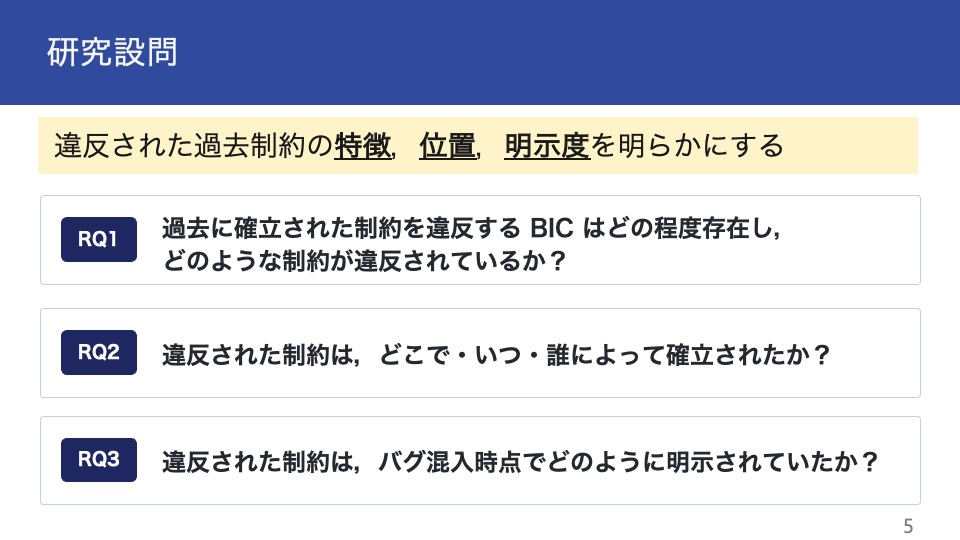 研究設問
違反された過去制約の特徴，位置，明示度を明らかにする
RQ1
過去に確立された制約を違反する BIC はどの程度存在し，
どのような制約が違反されているか？
RQ2
違反された制約は，どこで・いつ・誰によって確立されたか？
RQ3
違反された制約は，バグ混入時点でどのように明示されていたか？
5